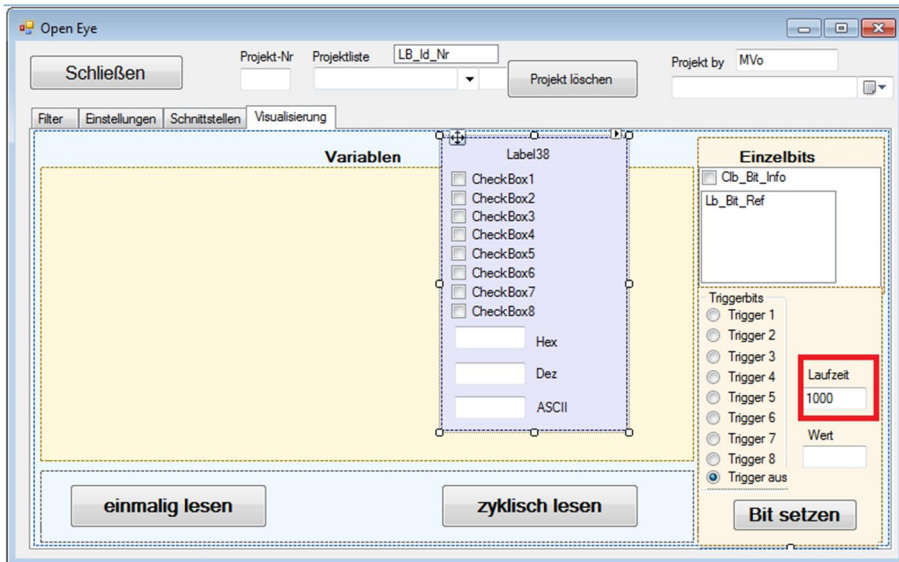 Open Eye
Schließen
Projekt-Nr
Projektliste
LB_Id_Nr
Projekt löschen
Projekt by
MVo
Filter
Einstellungen
Schnittstellen
Visualisierung
Variablen
Label38
CheckBox1
CheckBox2
CheckBox3
CheckBox4
CheckBox5
CheckBox6
CheckBox7
CheckBox8
Hex
Dez
ASCII
Einzelbits
Clb_Bit_Info
Lb_Bit_Ref
Triggerbits
Trigger 1
Trigger 2
Trigger 3
Trigger 4
Trigger 5
Trigger 6
Trigger 7
Trigger 8
Trigger aus
Laufzeit
1000
Wert
einmalig lesen
zyklisch lesen
Bit setzen